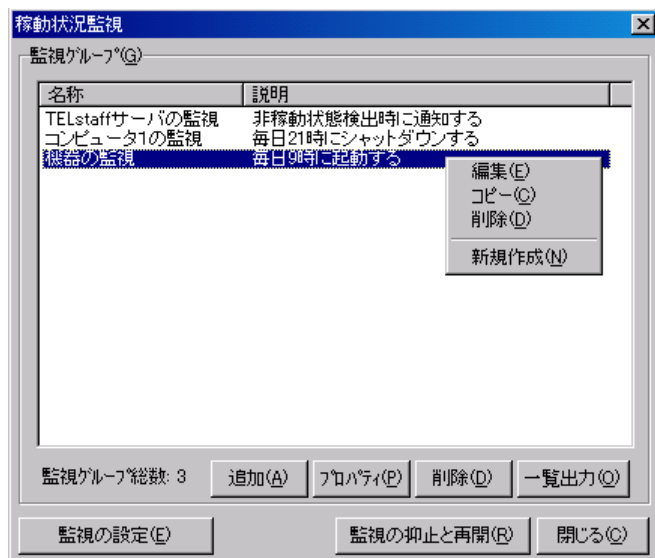 稼動状況監視
監視ｸﾞﾙｰﾌﾟ(G)
名称 説明
TELstaffサーバの監視 非稼動状態検出時に通知する
コンピュータ1の監視 毎日21時にシャットダウンする
機器の監視 毎日9時に起動する
編集(E)
コピー(C)
削除(D)
新規作成(N)
監視ｸﾞﾙｰﾌﾟ総数: 3 追加(A) ﾌﾟﾛﾊﾟﾃｨ(P) 削除(D) 一覧出力(O)
監視の設定(E) 監視の抑止と再開(R) 閉じる(C)